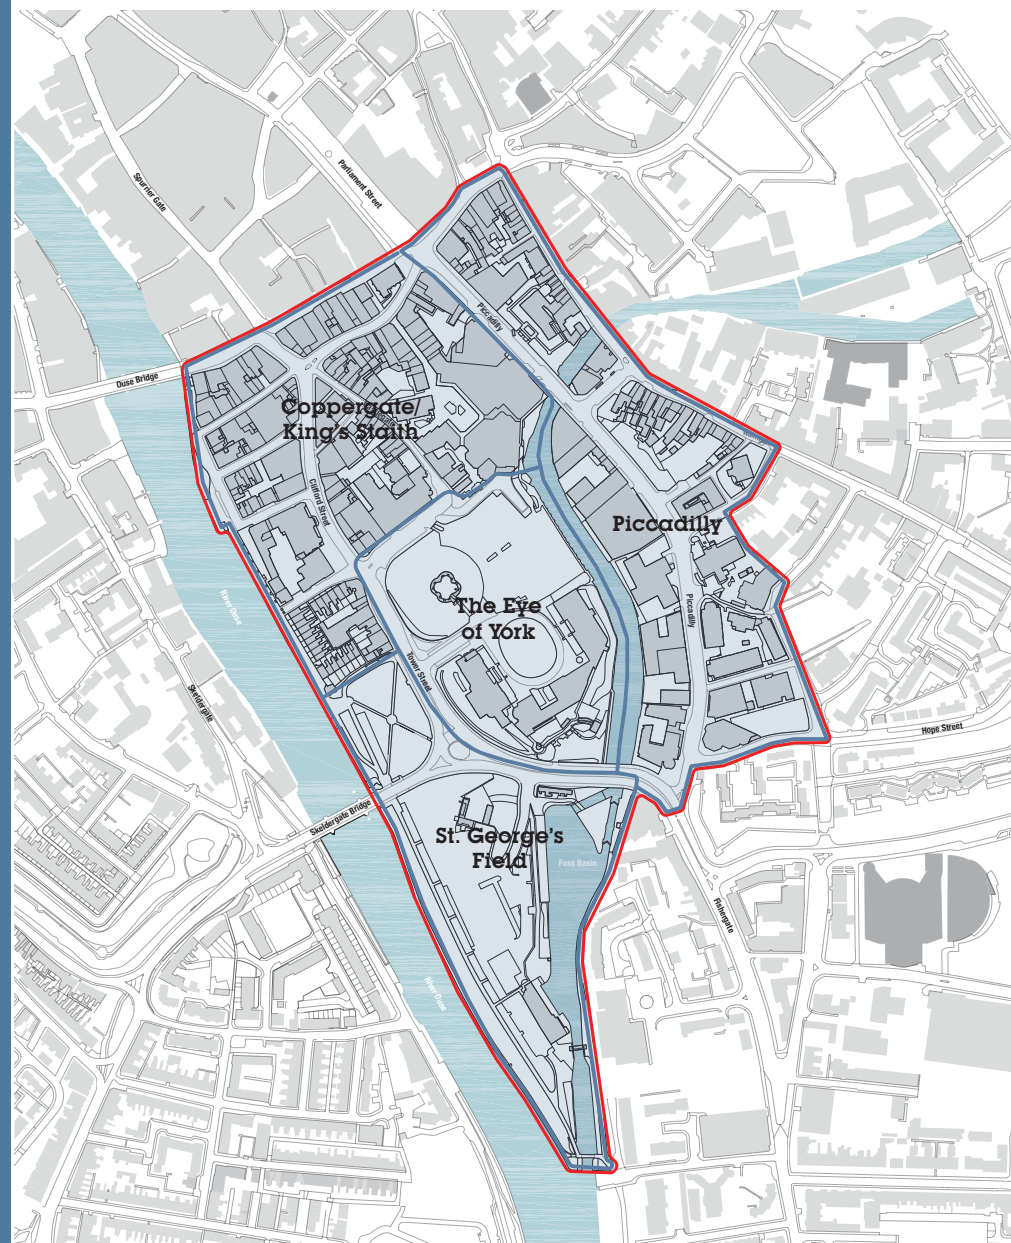 Parliament Street
Spurrier Gate
Piccadilly
Ouse Bridge
Coppergate/
King's Staith
Clifford Street
Piccadilly
River Ouse
The Eye
of York
Piccadilly
Tower Street
Skeldergate
Hope Street
Skeldergate Bridge
St. George's
Field
Foss Basin
Fishergate
River Ouse